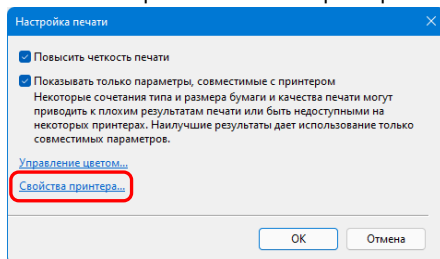 Настройка печати
Повысить четкость печати
Показывать только параметры, совместимые с принтером
Некоторые сочетания типа и размера бумаги и качества печати могут
приводить к плохим результатам печати или быть недоступными на
некоторых принтерах. Наилучшие результаты дает использование только
совместимых параметров.
Управление цветом...
Свойства принтера...
ОК Отмена